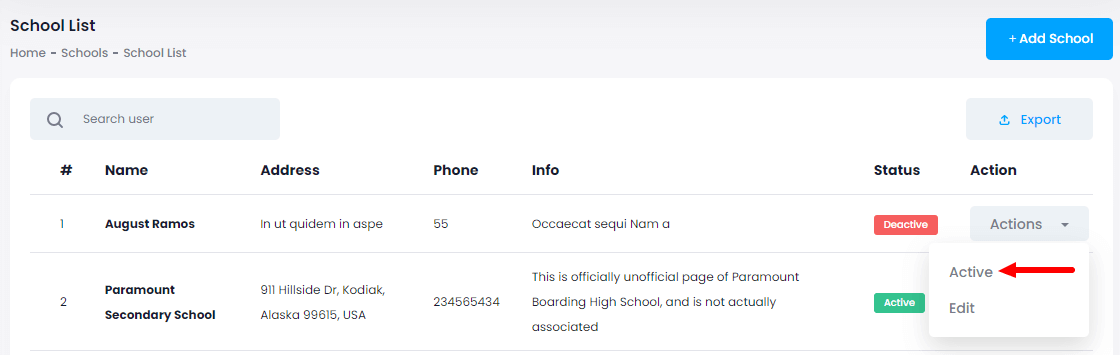 School List
Home - Schools - School List
+ Add School
Search user
Export
# Name Address Phone Info Status Action
1 August Ramos In ut quidem in aspe 55 Occaecat sequi Nam a Deactive Actions
Active
Edit
2 Paramount Secondary School 911 Hillside Dr, Kodiak, Alaska 99615, USA 234565434 This is officially unofficial page of Paramount Boarding High School, and is not actually associated Active